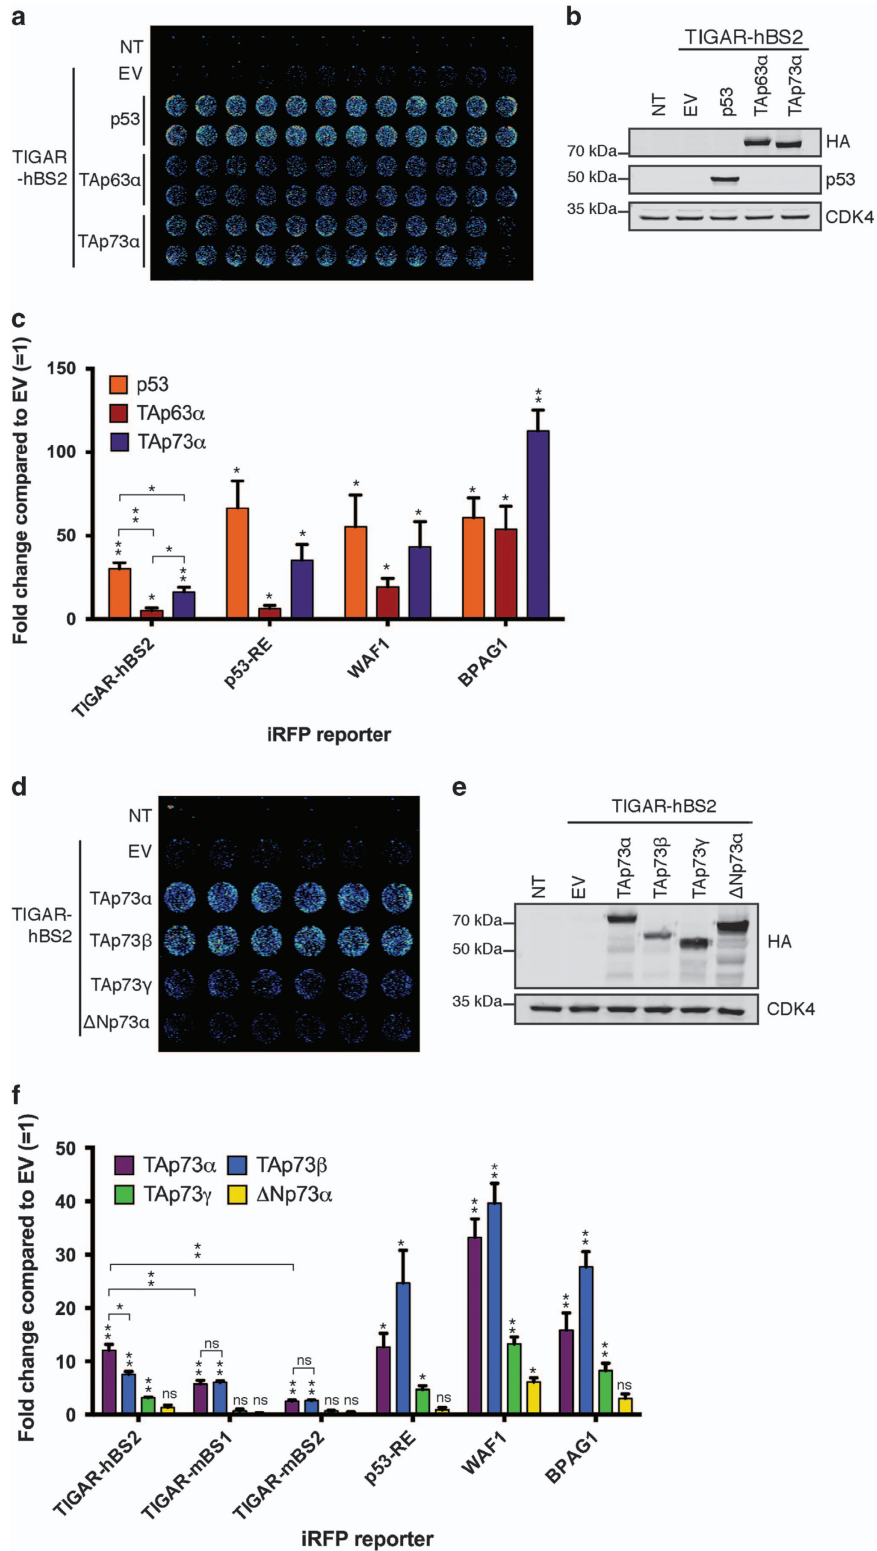 a
NT
EV
p53
TIGAR
-hBS2
TAp63α
TAp73α
b
TIGAR-hBS2
NT
EV
p53
TAp63α
TAp73α
70 kDa
HA
50 kDa
p53
35 kDa
CDK4
c
Fold change compared to EV (=1)
150
100
50
0
p53
TAp63α
TAp73α
* * * * * * * * * * * * * * * * *
TIGAR-hBS2
p53-RE
WAF1
BPAG1
iRFP reporter
d
NT
EV
TAp73α
TIGAR-
hBS2
TAp73β
TAp73γ
ΔNp73α
e
TIGAR-hBS2
NT
EV
TAp73α
TAp73β
TAp73γ
ΔNp73α
70 kDa
50 kDa
HA
35 kDa
CDK4
f
Fold change compared to EV (=1)
50
40
30
20
10
0
TAp73α
TAp73β
TAp73γ
ΔNp73α
**
**
*
** ** ** ns
ns
** ** ns ns
ns
** ** ns ns
* * * ns
** ** ** *
** ** ** ns
TIGAR-hBS2
TIGAR-mBS1
TIGAR-mBS2
p53-RE
WAF1
BPAG1
iRFP reporter